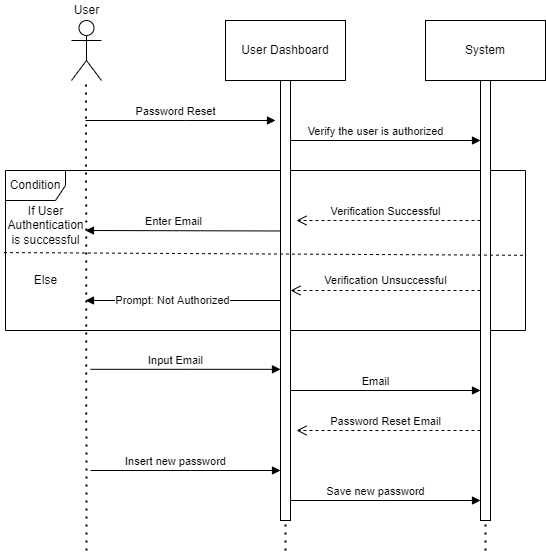 User
User Dashboard
System
Password Reset
Verify the user is authorized
Condition
If User
Authentication
is successful
Verification Successful
Enter Email
Else
Verification Unsuccessful
Prompt: Not Authorized
Input Email
Email
Password Reset Email
Insert new password
Save new password